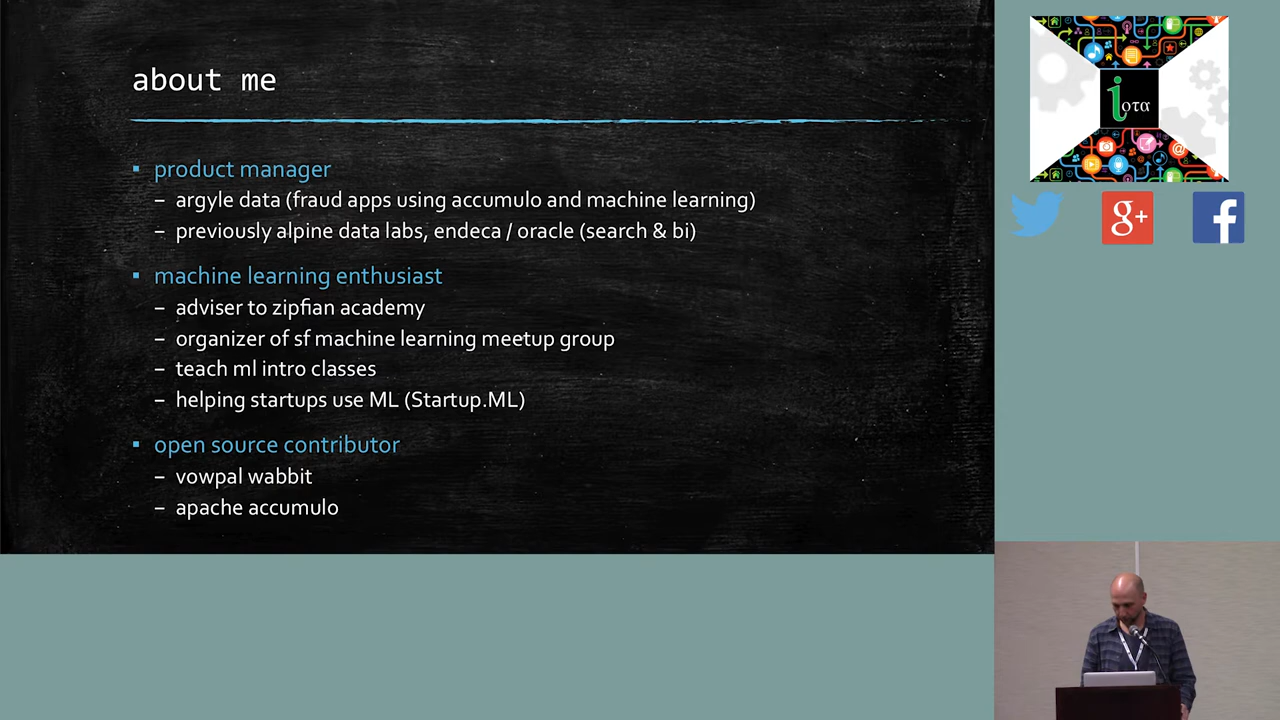 about me
product manager
– argyle data (fraud apps using accumulo and machine learning)
– previously alpine data labs, endeca / oracle (search & bi)
machine learning enthusiast
– adviser to zipfian academy
– organizer of sf machine learning meetup group
– teach ml intro classes
– helping startups use ML (Startup.ML)
open source contributor
– vowpal wabbit
– apache accumulo
iοτα
g+
f
@